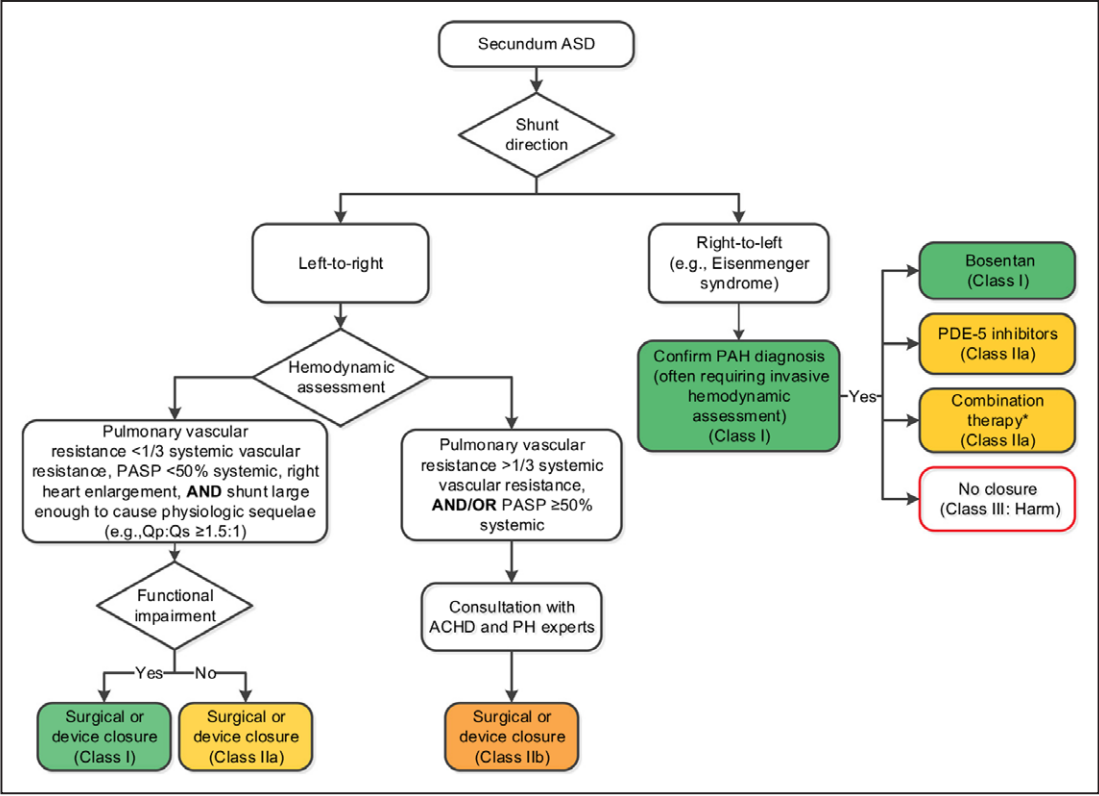 Secundum ASD
Shunt
direction
Left-to-right
Right-to-left
(e.g., Eisenmenger
syndrome)
Hemodynamic
assessment
Confirm PAH diagnosis
(often requiring invasive
hemodynamic
assessment)
(Class I)
Yes
Bosentan
(Class I)
PDE-5 inhibitors
(Class IIa)
Combination
therapy*
(Class IIa)
No closure
(Class III: Harm)
Pulmonary vascular
resistance <1/3 systemic vascular
resistance, PASP <50% systemic, right
heart enlargement, AND shunt large
enough to cause physiologic sequelae
(e.g.,Qp:Qs ≥1.5:1)
Pulmonary vascular
resistance >1/3 systemic
vascular resistance,
AND/OR PASP ≥50%
systemic
Functional
impairment
Consultation with
ACHD and PH experts
Yes
No
Surgical or
device closure
(Class I)
Surgical or
device closure
(Class IIa)
Surgical or
device closure
(Class IIb)